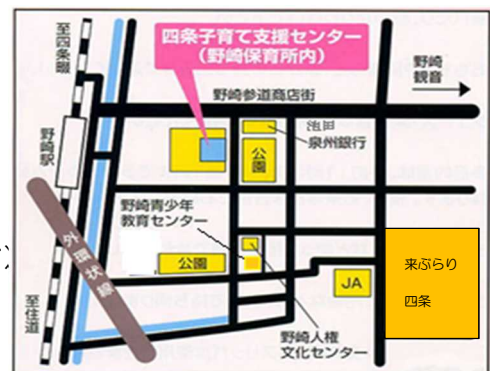 至四条畷
四条子育て支援センター
（野崎保育所内）
野崎参道商店街
野崎
観音
野崎駅
池田
泉州銀行
公園
野崎青少年
教育センター
外環状線
公園
JA
来ぶらり
四条
至住道
野崎人権
文化センター